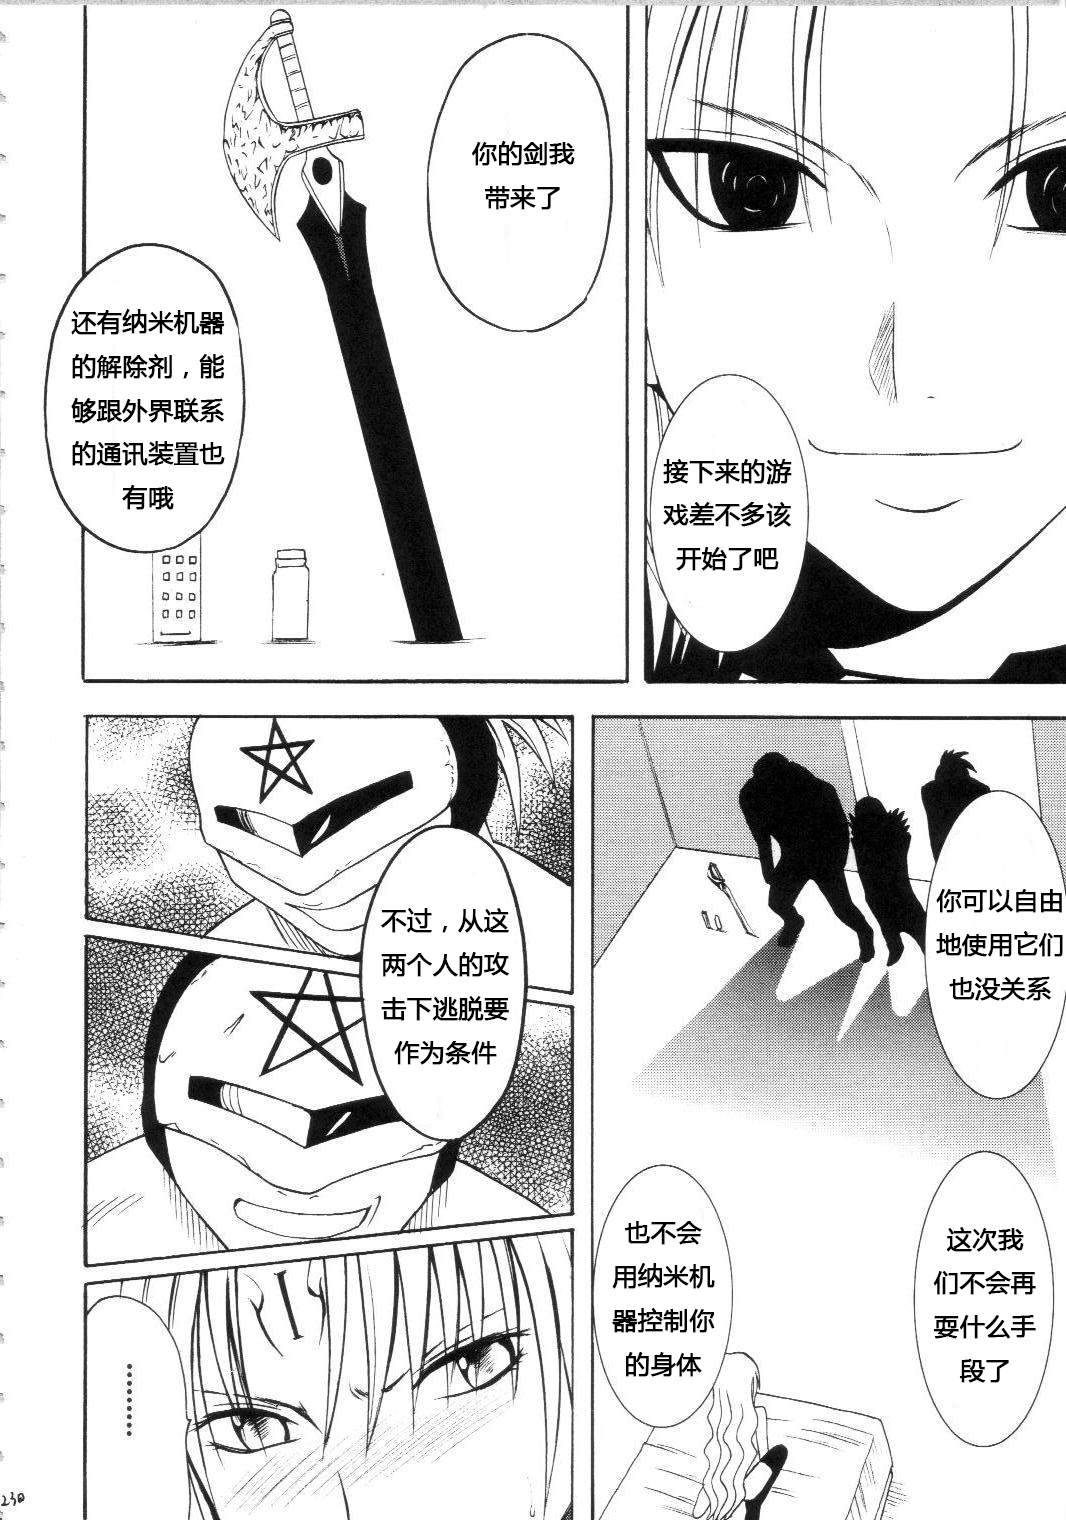 接下来的游
戏差不多该
开始了吧
你的剑我
带来了
还有纳米机器
的解除剂，能
够跟外界联系
的通讯装置也
有哦
你可以自由
地使用它们
也没关系
这次我
们不会再
耍什么手
段了
也不会
用纳米机
器控制你
的身体
不过，从这
两个人的攻
击下逃脱要
作为条件
………
230